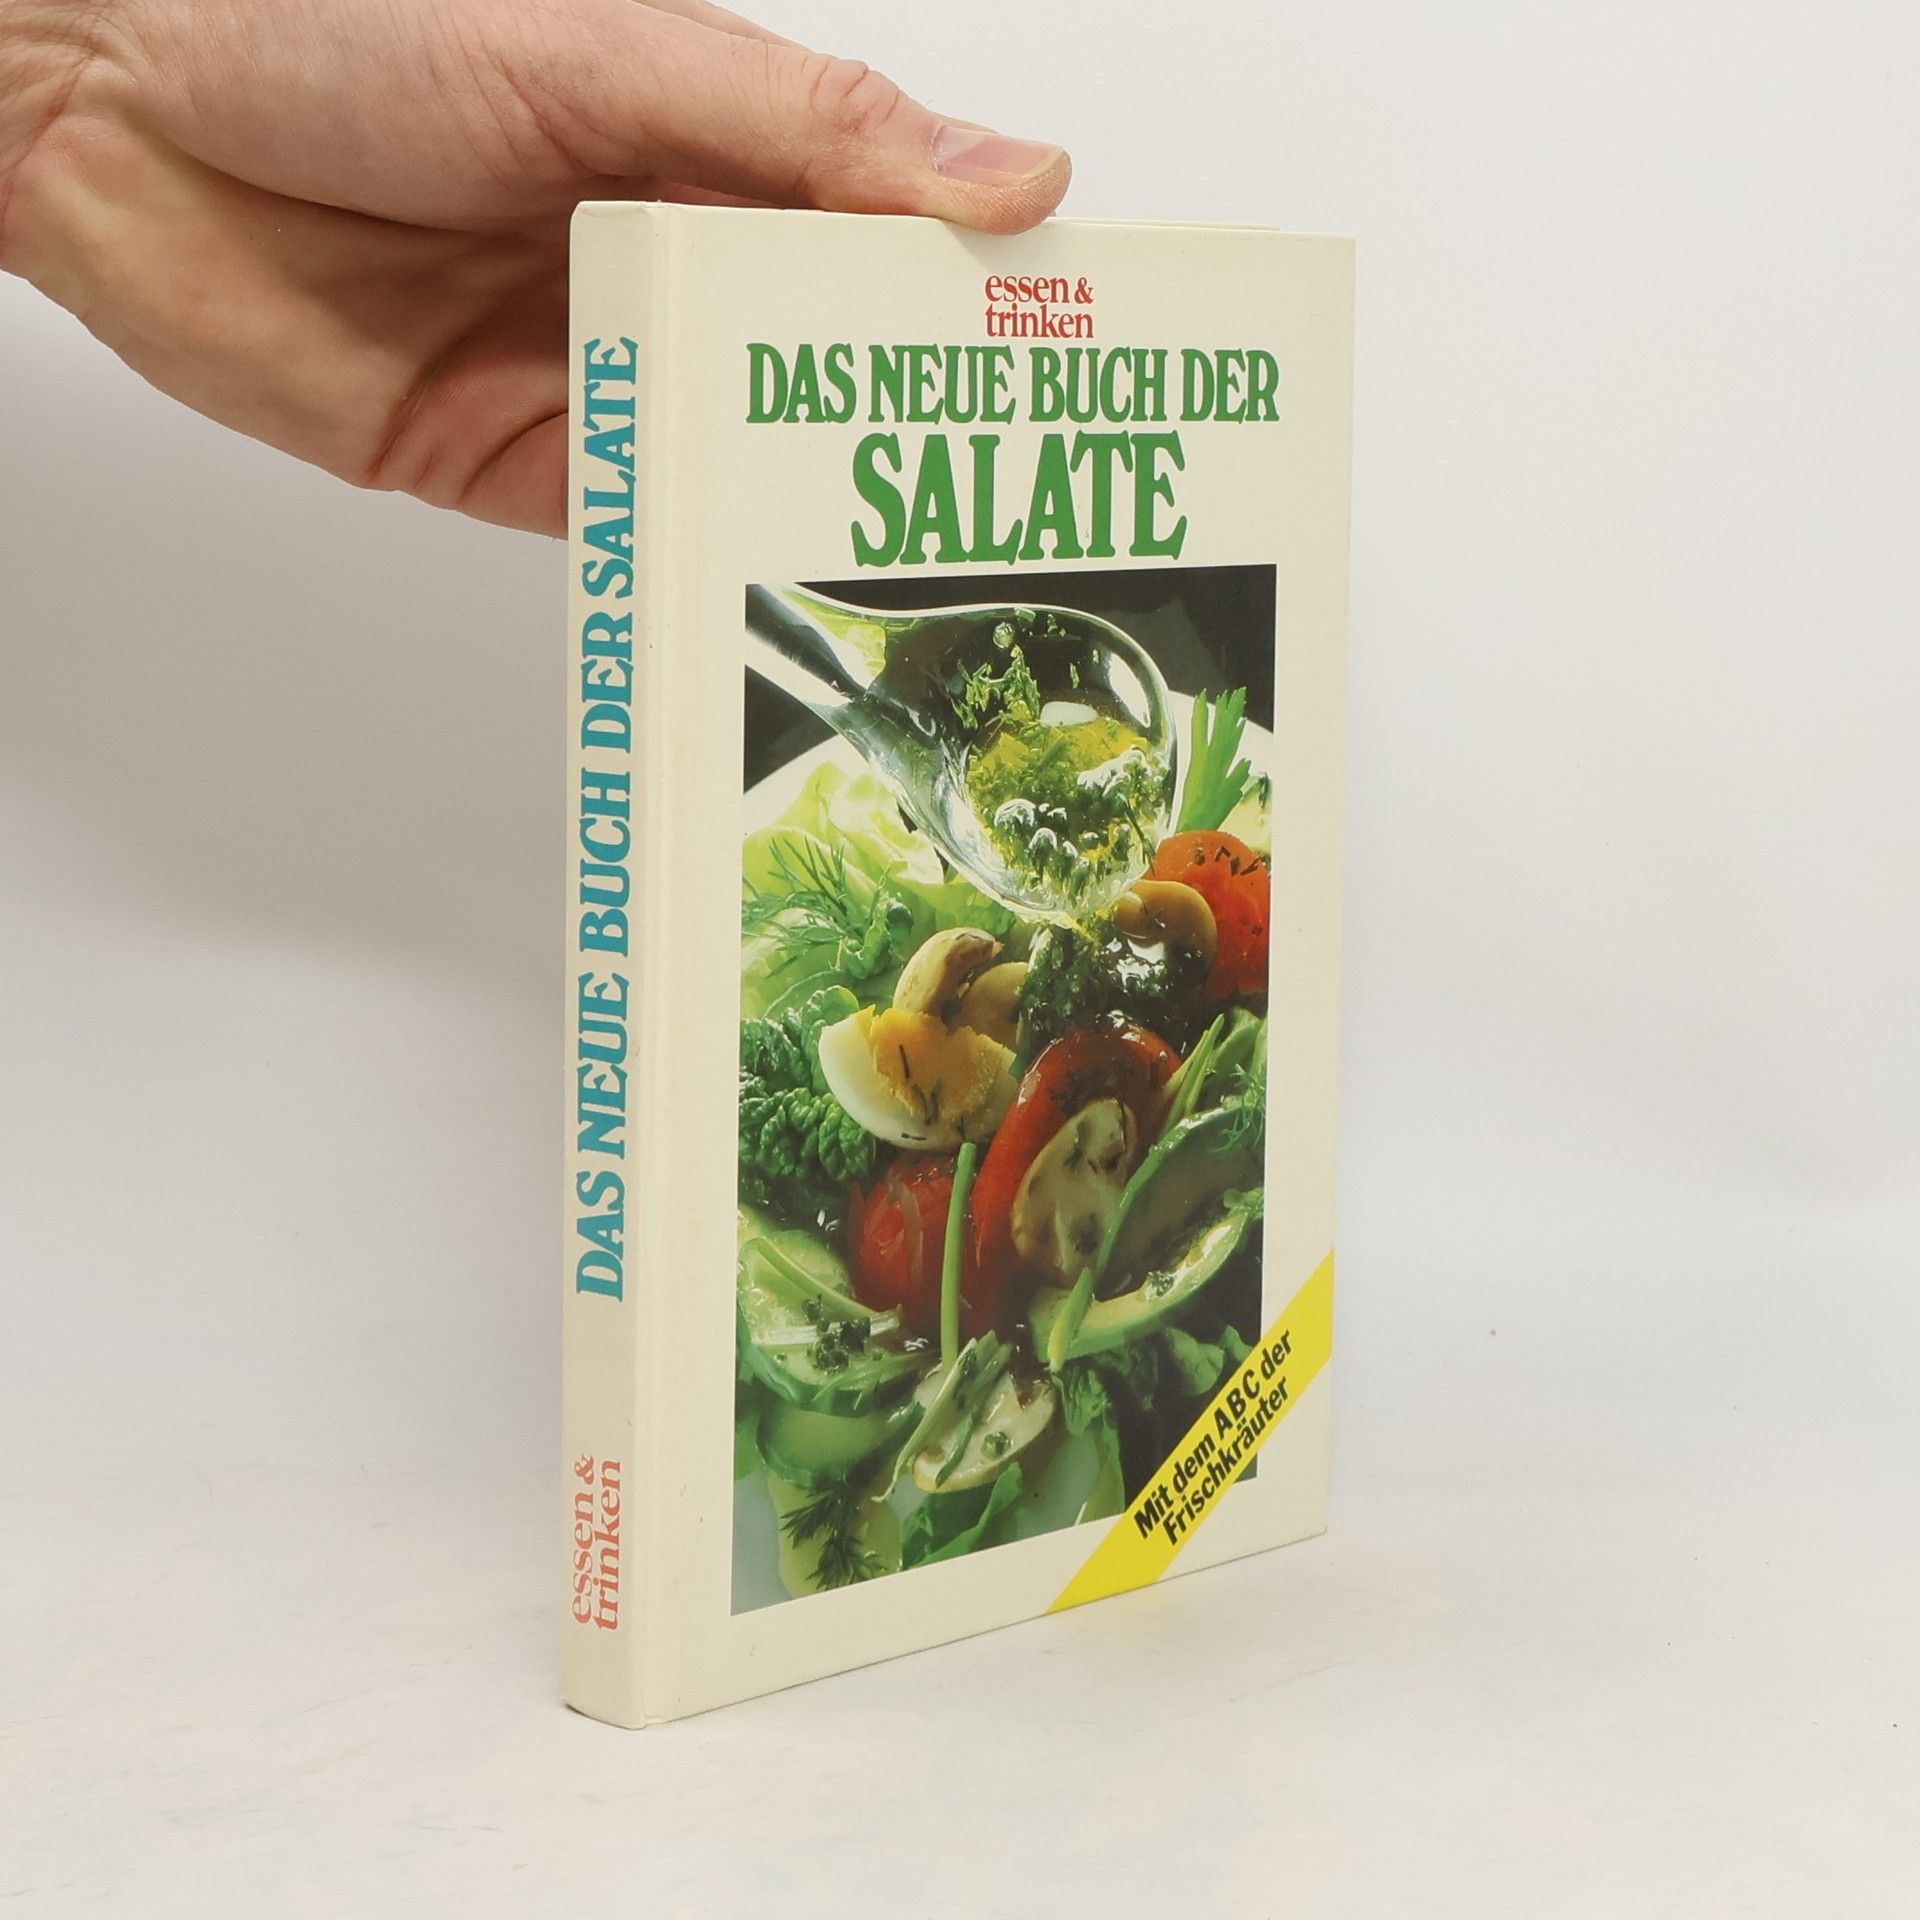 essen &
trinken
DAS NEUE BUCH DER
SALATE
Mit dem ABC der
Frischkräuter
DAS NEUE BUCH DER SALATE
essen &
trinken